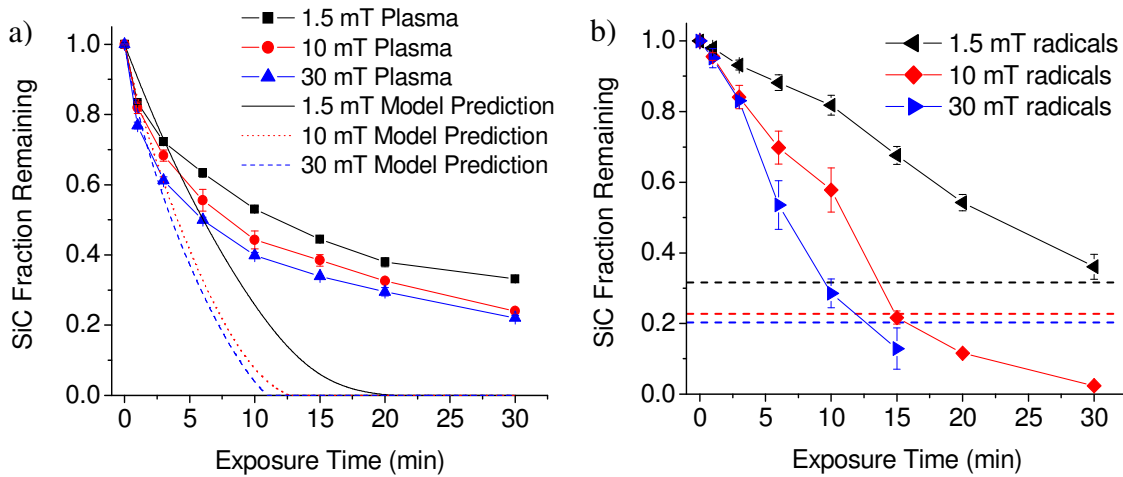 a)
1.5 mT Plasma
10 mT Plasma
30 mT Plasma
1.5 mT Model Prediction
10 mT Model Prediction
30 mT Model Prediction
SiC Fraction Remaining
1.0
0.8
0.6
0.4
0.2
0.0
0 5 10 15 20 25 30
Exposure Time (min)
b)
1.5 mT radicals
10 mT radicals
30 mT radicals
SiC Fraction Remaining
1.0
0.8
0.6
0.4
0.2
0.0
0 5 10 15 20 25 30
Exposure Time (min)